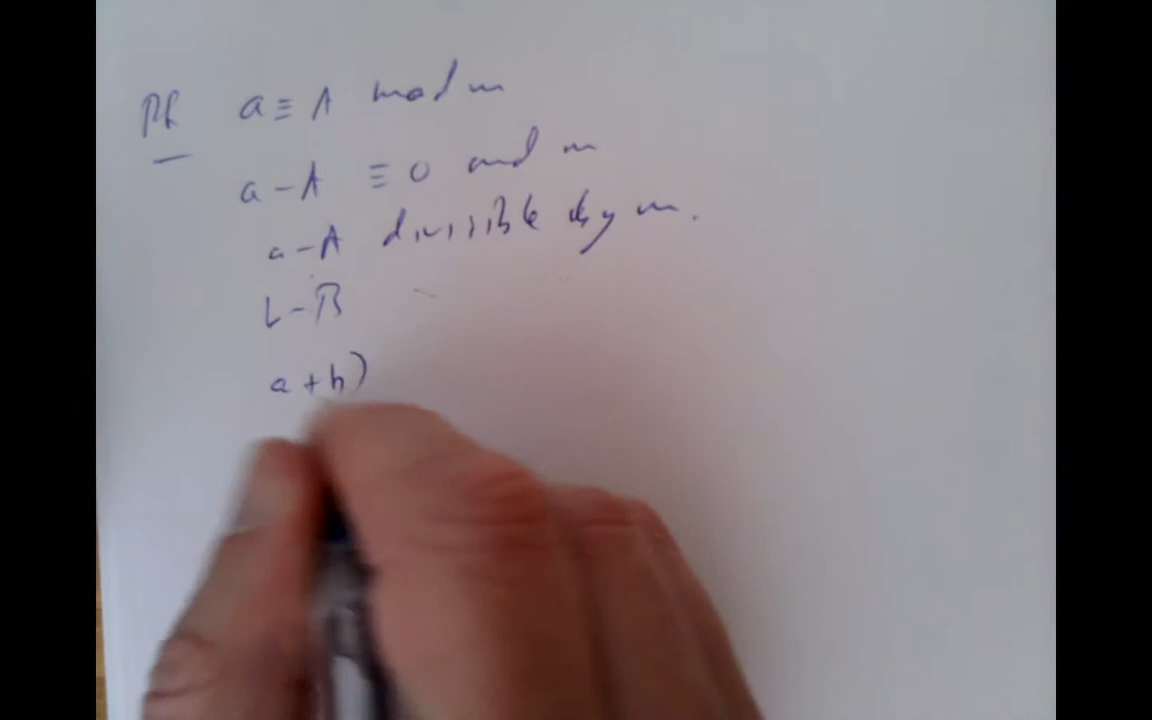 Pf a ≡ A mod m
a - A ≡ 0 mod m
a - A divisible by m.
b - B
a + b)